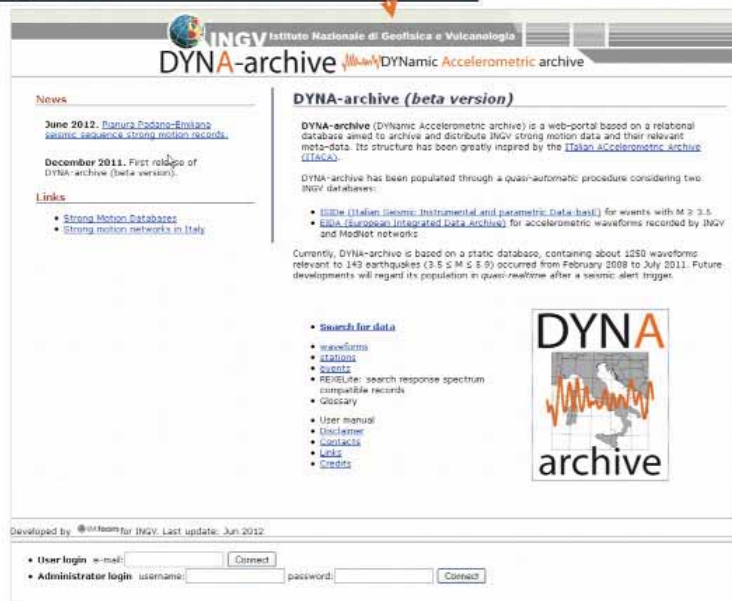 INGV Istituto Nazionale di Geofisica e Vulcanologia
DYNA-archive DYNamic Accelerometric archive
News
June 2012. Pianura Padano-Emiliana
seismic sequence strong motion records.
December 2011. First release of
DYNA-archive (beta version).
Links
• Strong Motion Databases
• Strong motion networks in Italy
DYNA-archive (beta version)
DYNA-archive (DYNamic Accelerometric archive) is a web-portal based on a relational
database aimed to archive and distribute INGV strong motion data and their relevant
meta-data. Its structure has been greatly inspired by the ITalian ACcelerometric Archive
(ITACA).
DYNA-archive has been populated through a quasi-automatic procedure considering two
INGV databases:
• ISIDe (Italian Seismic Instrumental and parametric Data-basE) for events with M ≥ 3.5
• EIDA (European Integrated Data Archive) for accelerometric waveforms recorded by INGV
and MedNet networks
Currently, DYNA-archive is based on a static database, containing about 1250 waveforms
relevant to 143 earthquakes (3.5 ≤ M ≤ 5.9) occurred from February 2008 to July 2011. Future
developments will regard its population in quasi-realtime after a seismic alert trigger.
• Search for data
• waveforms
• stations
• events
• REXELite: search response spectrum
compatible records
• Glossary
• User manual
• Disclaimer
• Contacts
• Links
• Credits
DYNA
archive
Developed by team for INGV. Last update: Jun 2012
• User login e-mail: Connect
• Administrator login username: password: Connect